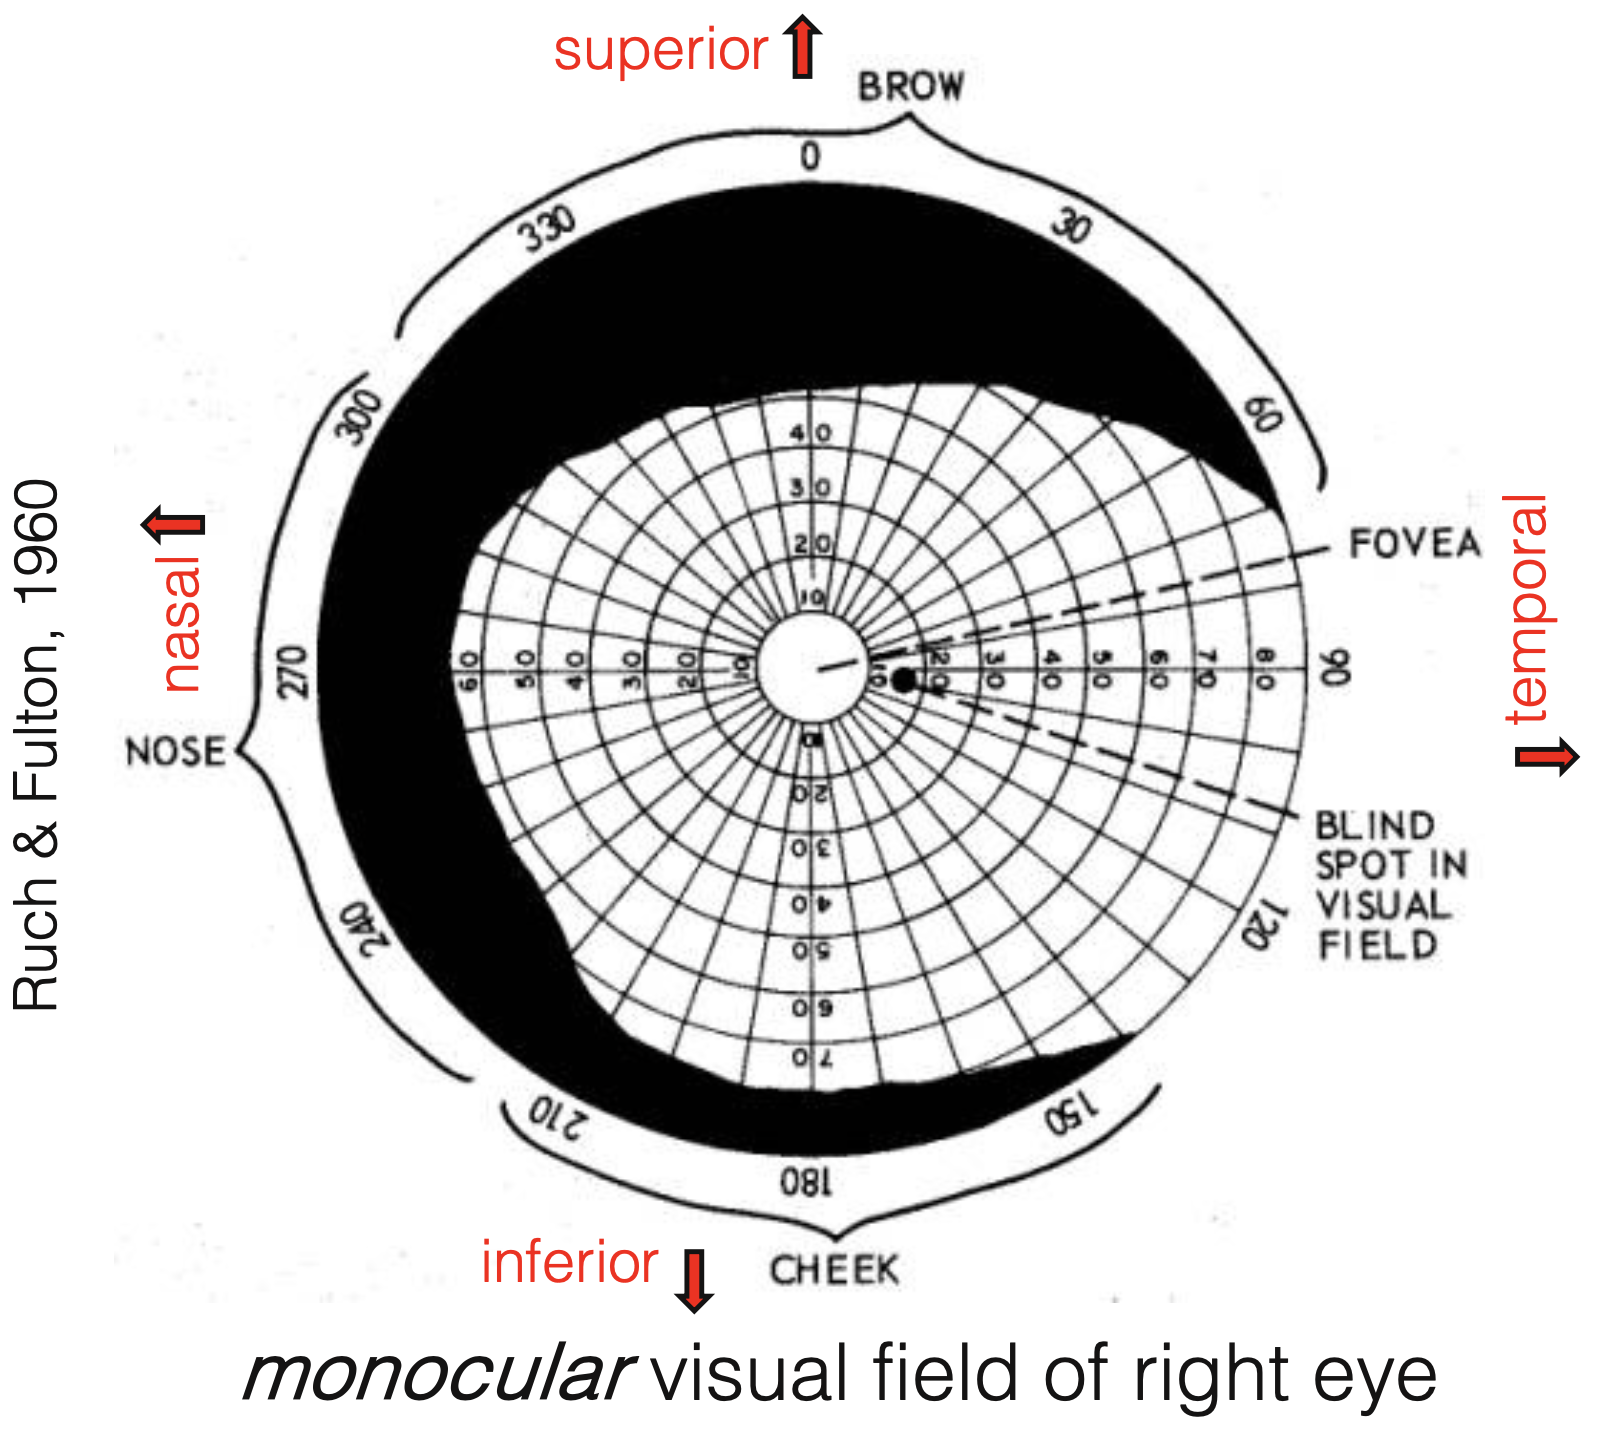 superior
BROW
0
330
30
300
60
40
30
20
10
FOVEA
nasal
temporal
Ruch & Fulton, 1960
270
60 50 40 30 20 10
10 20 30 40 50 60 70 80
90
NOSE
10
20
30
40
50
60
70
BLIND
SPOT IN
VISUAL
FIELD
240
120
210
150
180
inferior
CHEEK
monocular visual field of right eye